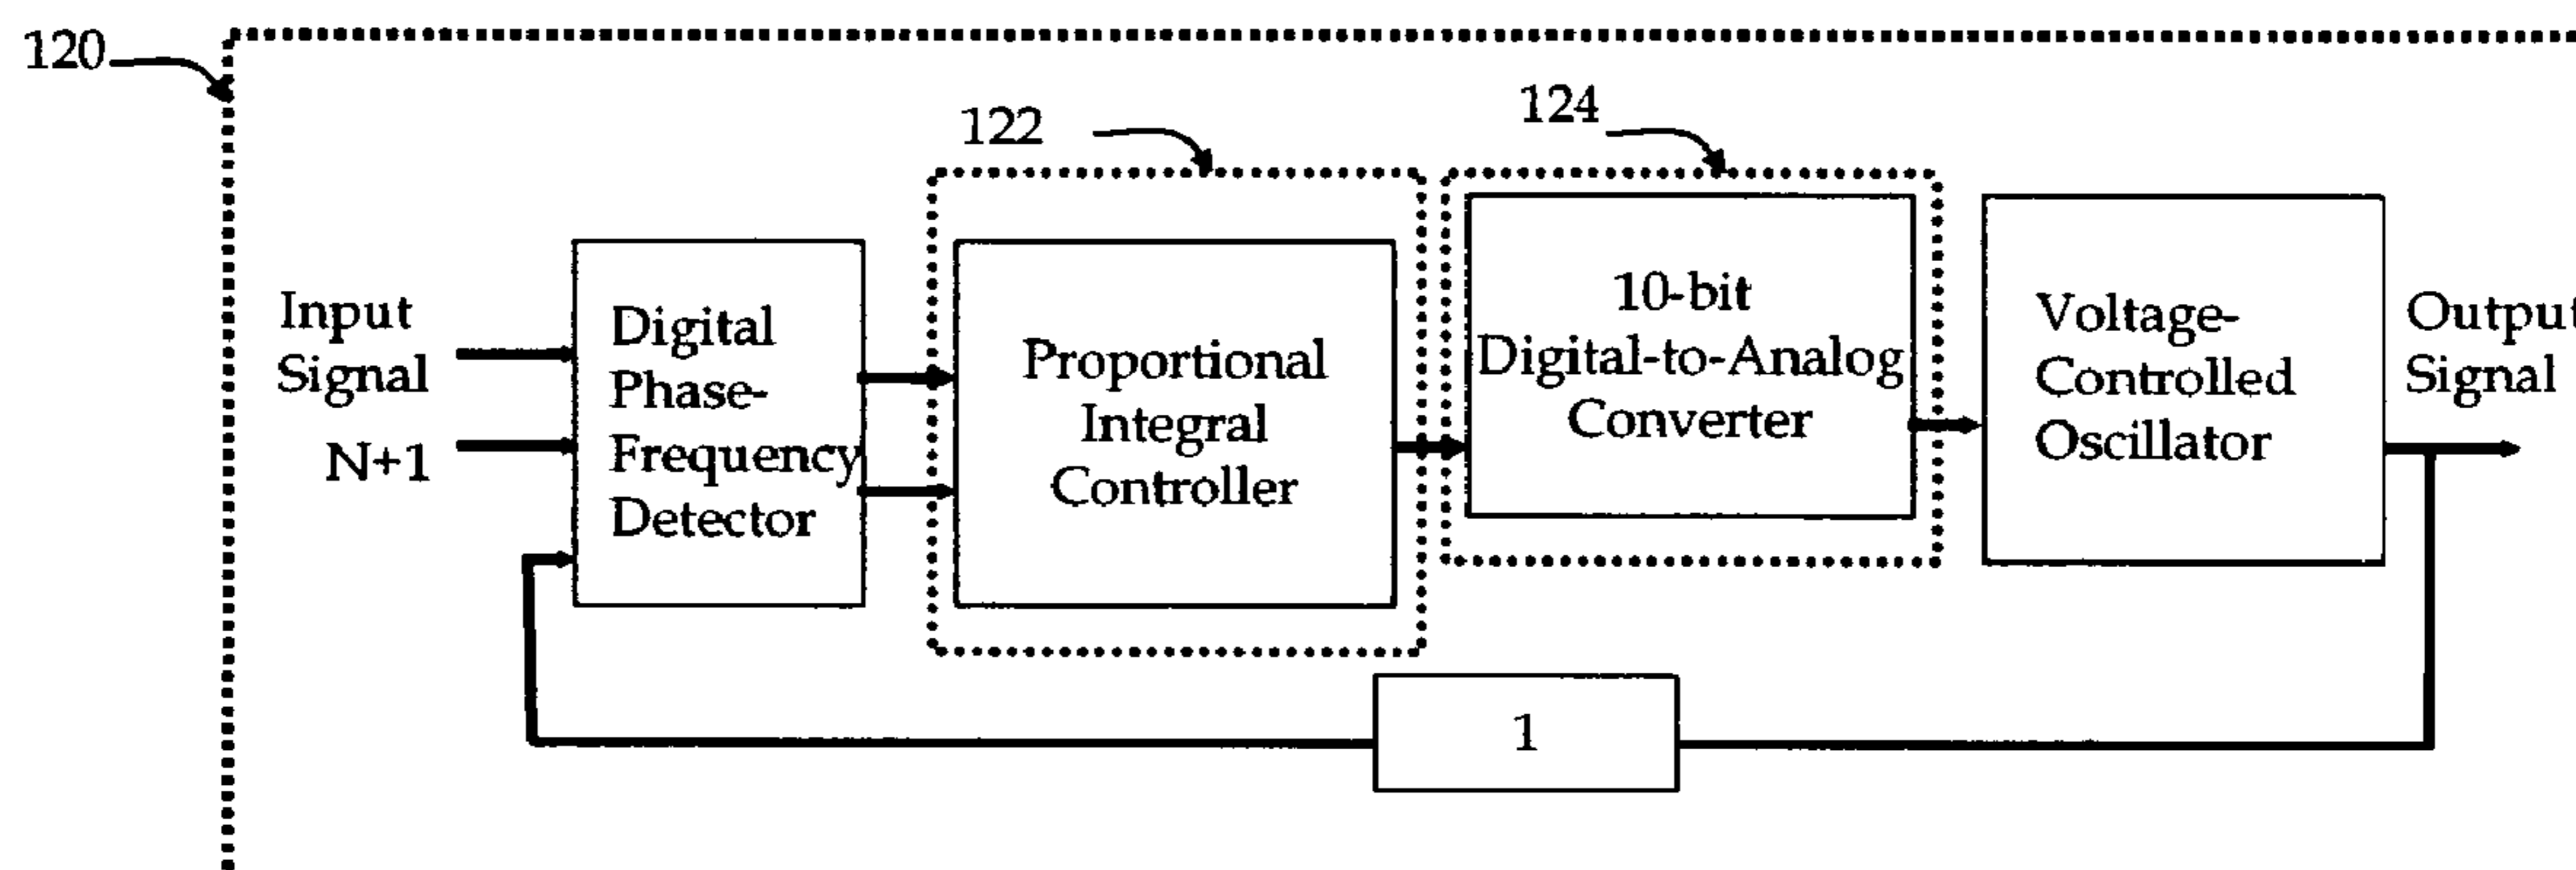 120
122
124
Input
Signal
N+1
Digital
Phase-
Frequency
Detector
Proportional
Integral
Controller
10-bit
Digital-to-Analog
Converter
Voltage-
Controlled
Oscillator
Output
Signal
1